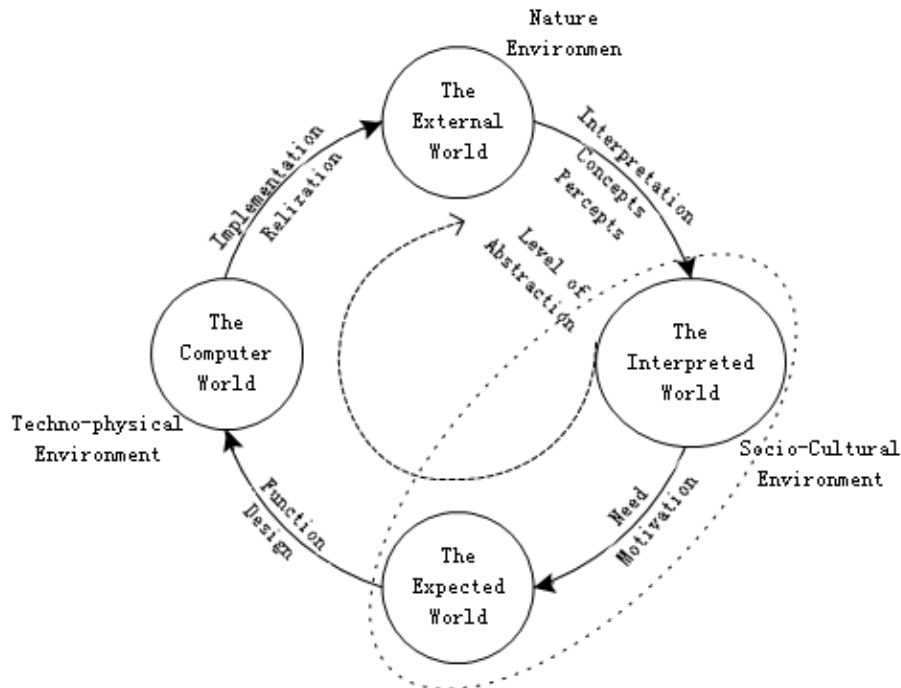 Nature
Environmen
The
External
World
Interpretation
Concepts
Percepts
Implementation
Relization
Level of
Abstraction
The
Computer
World
The
Interpreted
World
Techno-physical
Environment
Socio-Cultural
Environment
Function
Design
Need
Motivation
The
Expected
World